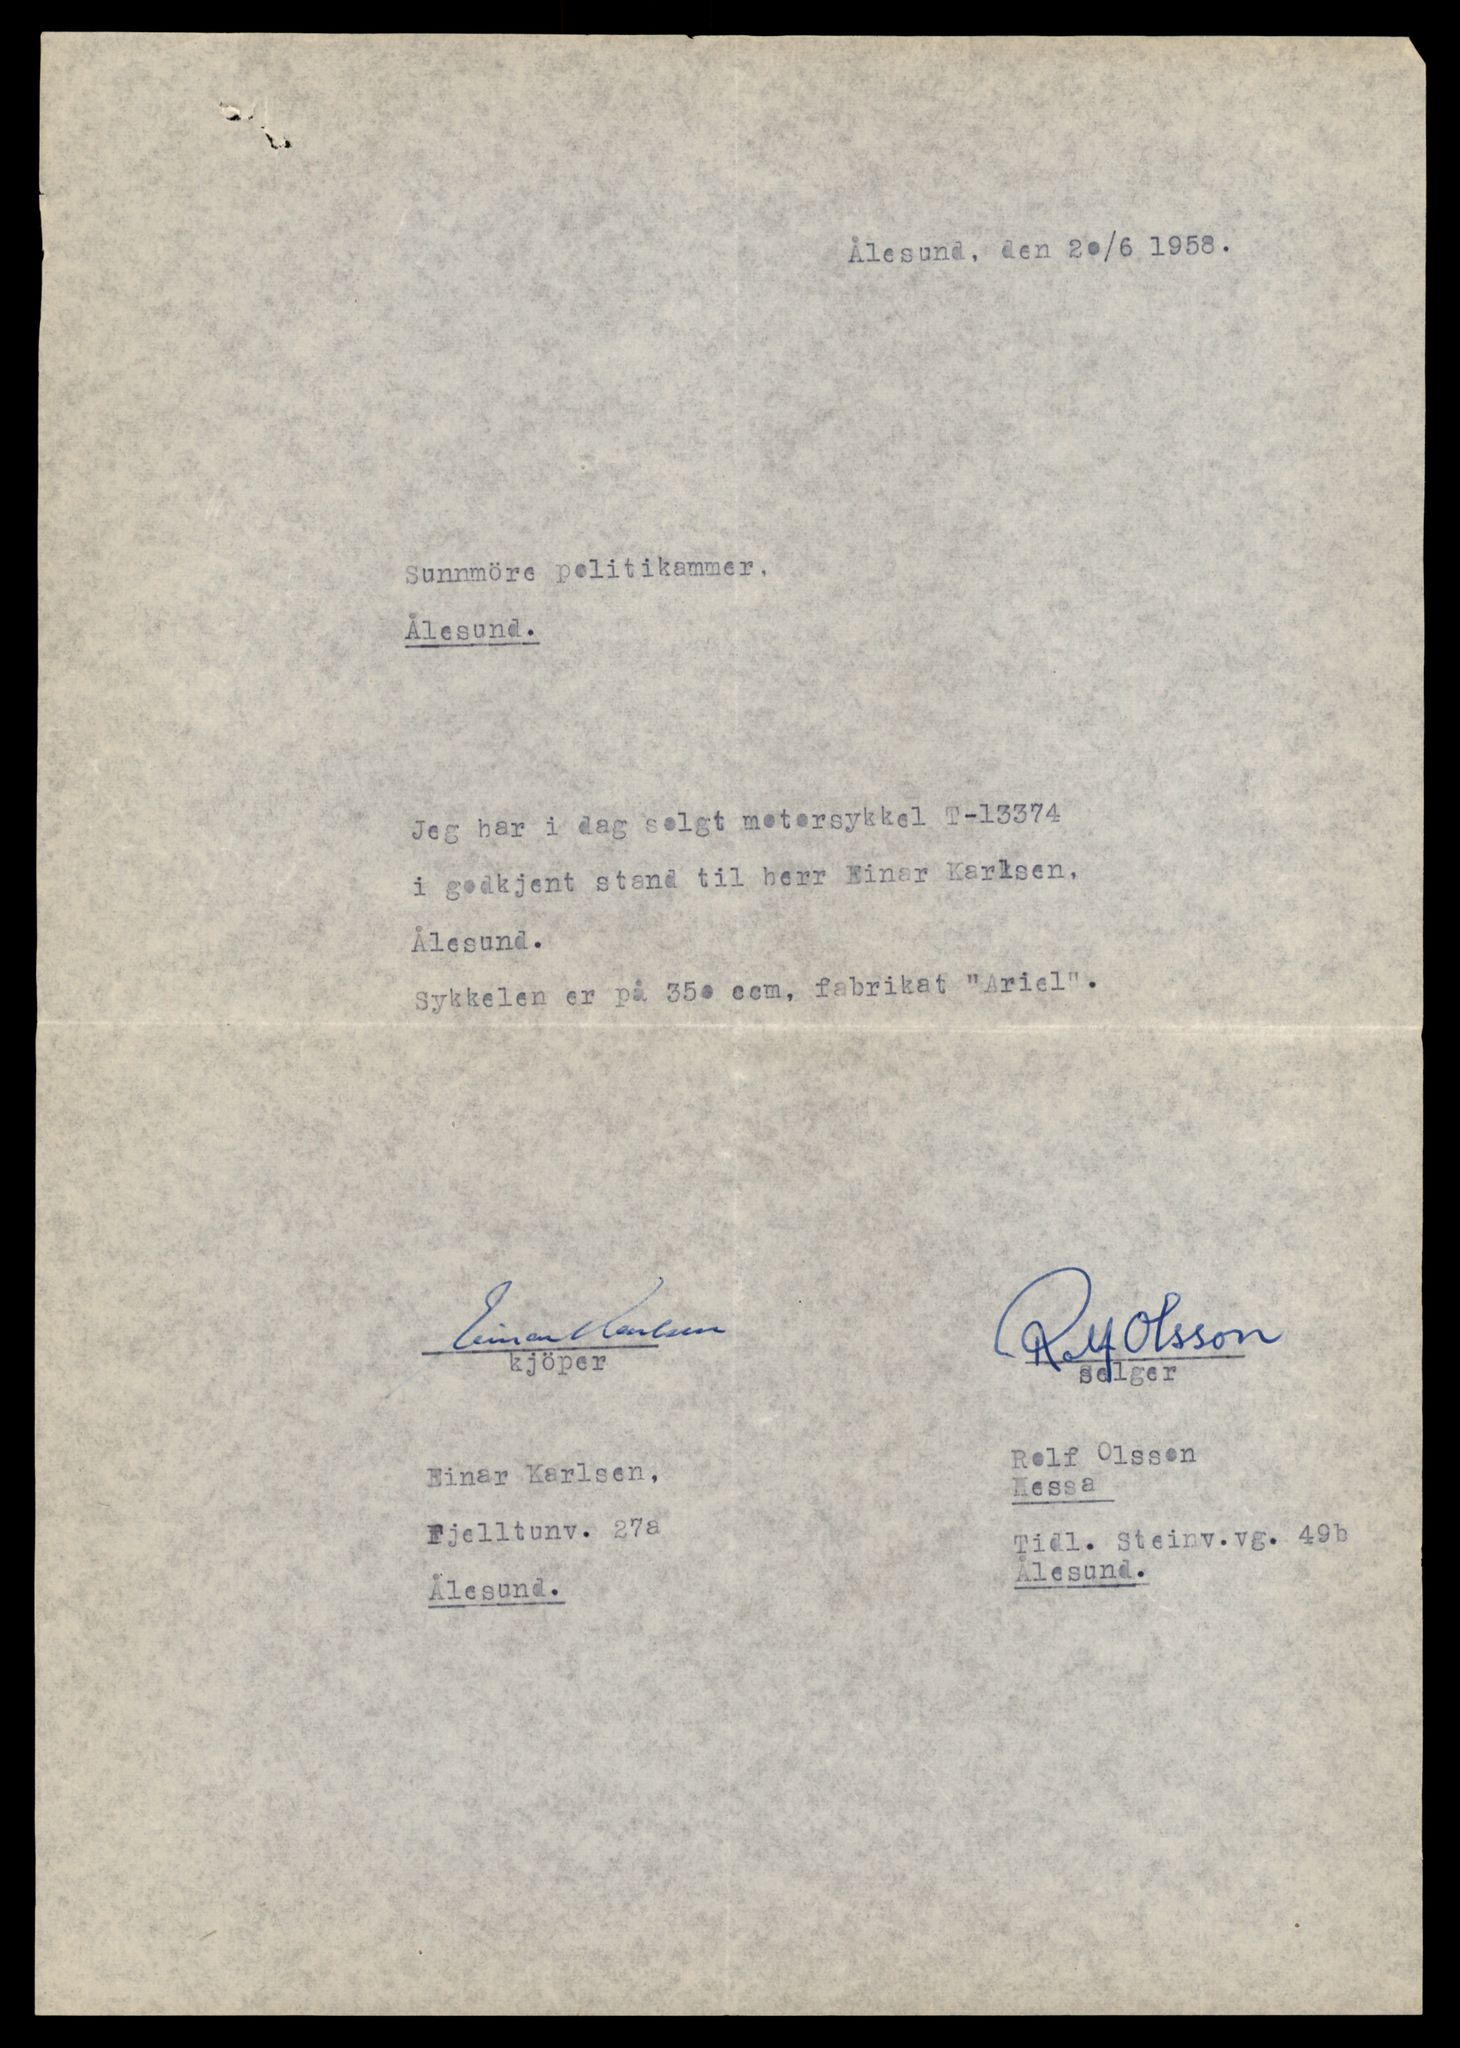 Ålesund, den 20/6 1958.
Sunnmöre politikammer,
Ålesund.
Jeg har i dag solgt motorsykkel T-13374
i godkjent stand til herr Einar Karlsen,
Ålesund.
Sykkelen er på 350 ccm, fabrikat "Ariel".
Einar Karlsen
kjöper
Rolf Olsson
selger
Einar Karlsen,
Fjelltunv. 27a
Ålesund.
Rolf Olsson
Hessa
Tidl. Steinv.vg. 49b
Ålesund.